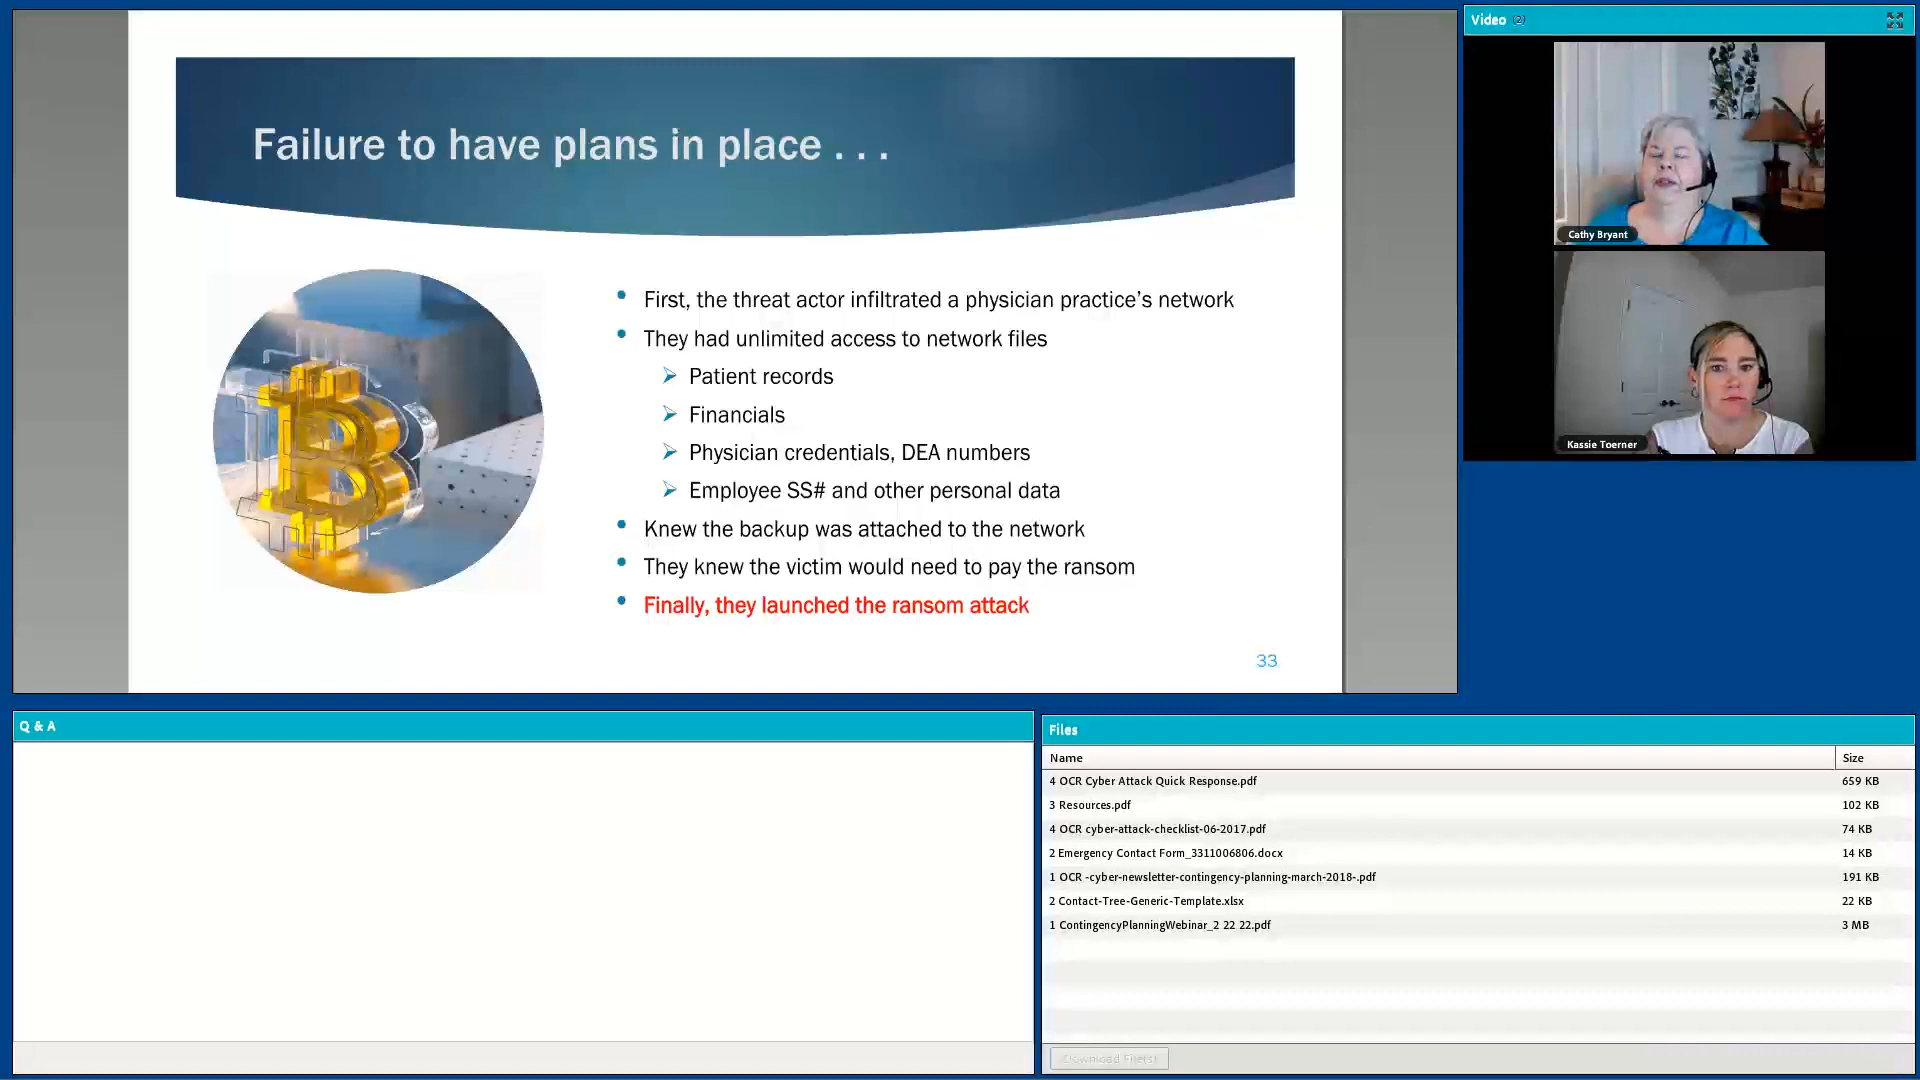 Failure to have plans in place . . .
First, the threat actor infiltrated a physician practice’s network
They had unlimited access to network files
Patient records
Financials
Physician credentials, DEA numbers
Employee SS# and other personal data
Knew the backup was attached to the network
They knew the victim would need to pay the ransom
Finally, they launched the ransom attack
33
Video (2)
Cathy Bryant
Kassie Toerner
Q & A
Files
Name Size
4 OCR Cyber Attack Quick Response.pdf 659 KB
3 Resources.pdf 102 KB
4 OCR cyber-attack-checklist-06-2017.pdf 74 KB
2 Emergency Contact Form_3311006806.docx 14 KB
1 OCR -cyber-newsletter-contingency-planning-march-2018-.pdf 191 KB
2 Contact-Tree-Generic-Template.xlsx 22 KB
1 ContingencyPlanningWebinar_2 22 22.pdf 3 MB
Download File(s)